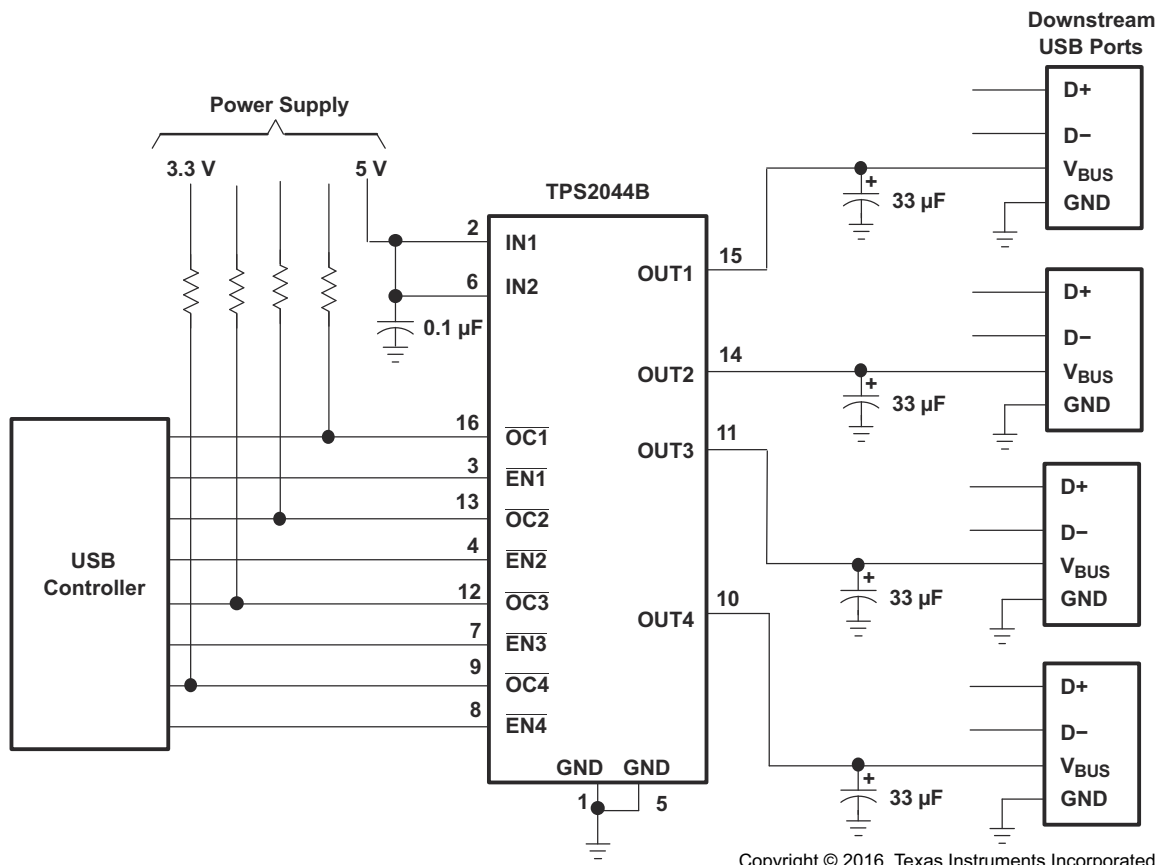 Downstream
USB Ports
Power Supply
3.3 V
5 V
TPS2044B
2
IN1
6
IN2
0.1 µF
16
OC1
3
EN1
13
OC2
4
EN2
12
OC3
7
EN3
9
OC4
8
EN4
USB
Controller
GND GND
1
5
OUT1
15
OUT2
14
OUT3
11
OUT4
10
+
33 µF
D+
D−
VBUS
GND
+
33 µF
D+
D−
VBUS
GND
+
33 µF
D+
D−
VBUS
GND
+
33 µF
D+
D−
VBUS
GND
Copyright © 2016, Texas Instruments Incorporated